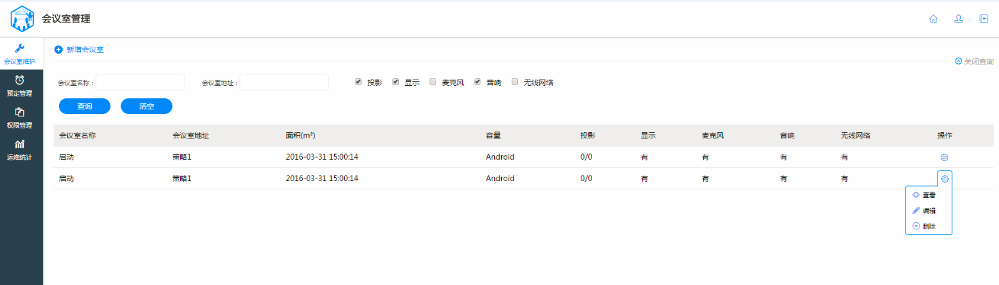 会议室管理
会议室维护
预定管理
权限管理
运维统计
新增会议室
关闭查询
会议室名称： 会议室地址： 投影 显示 麦克风 音响 无线网络
查询 清空
会议室名称 会议室地址 面积(m²) 容量 投影 显示 麦克风 音响 无线网络 操作
启动 策略1 2016-03-31 15:00:14 Android 0/0 有 有 有 有
启动 策略1 2016-03-31 15:00:14 Android 0/0 有 有 有 有
查看
编辑
删除